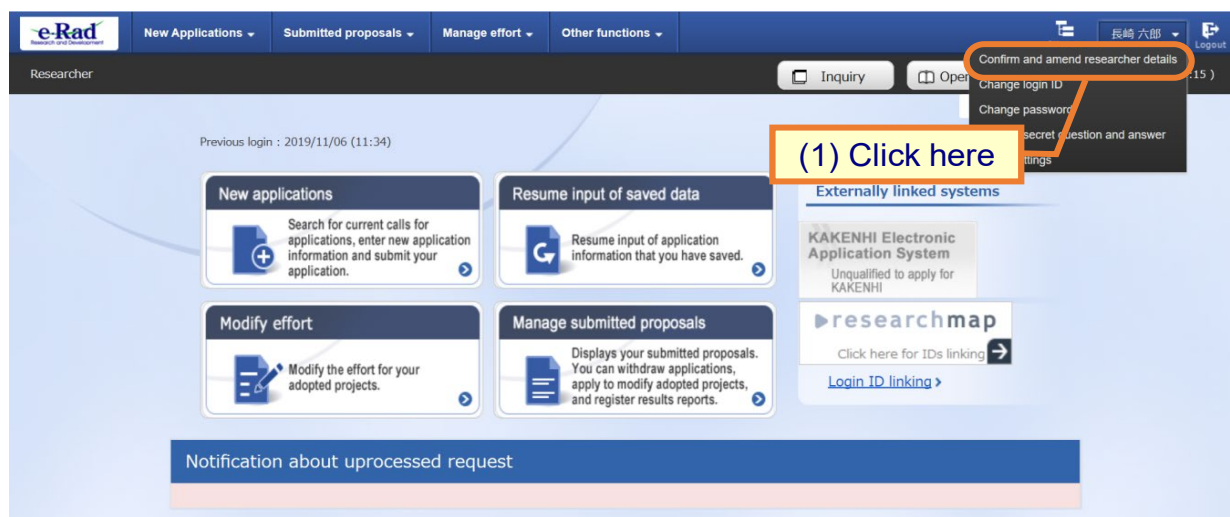 e-Rad
Research and Development
New Applications
Submitted proposals
Manage effort
Other functions
長崎 六郎
Logout
Researcher
Inquiry
Oper
:15 )
Confirm and amend researcher details
Change login ID
Change password
secret question and answer
ttings
(1) Click here
Previous login : 2019/11/06 (11:34)
New applications
Search for current calls for
applications, enter new application
information and submit your
application.
Resume input of saved data
Resume input of application
information that you have saved.
Modify effort
Modify the effort for your
adopted projects.
Manage submitted proposals
Displays your submitted proposals.
You can withdraw applications,
apply to modify adopted projects,
and register results reports.
Externally linked systems
KAKENHI Electronic
Application System
Unqualified to apply for
KAKENHI
researchmap
Click here for IDs linking
Login ID linking
Notification about uprocessed request